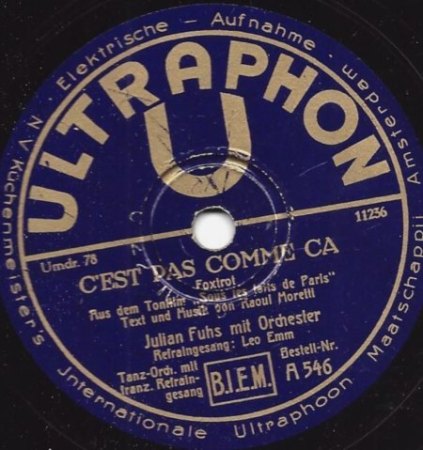 Elektrische - Aufnahme.
ULTRAPHON
U
Umdr. 78
11236
C'EST PAS COMME CA
Foxtrot
Aus dem Tonfilm „Sous les toits de Paris"
Text und Musik von Raoul Moretti
Julian Fuhs mit Orchester
Refraingesang: Leo Emm
Tanz-Orch. mit
franz. Refrain-
gesang
B.I.E.M.
Bestell-Nr.
A 546
N.V. Küchenmeister's Internationale Ultraphoon Maatschappij Amsterdam